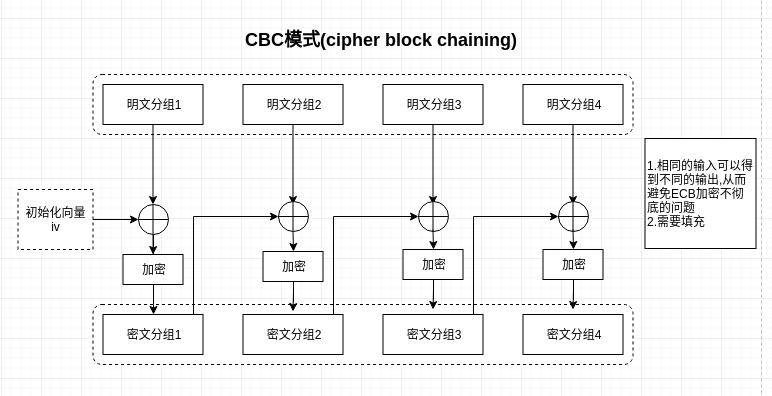 CBC模式(cipher block chaining)
明文分组1
明文分组2
明文分组3
明文分组4
1.相同的输入可以得
到不同的输出,从而
避免ECB加密不彻
底的问题
2.需要填充
初始化向量
iv
加密
加密
加密
加密
密文分组1
密文分组2
密文分组3
密文分组4